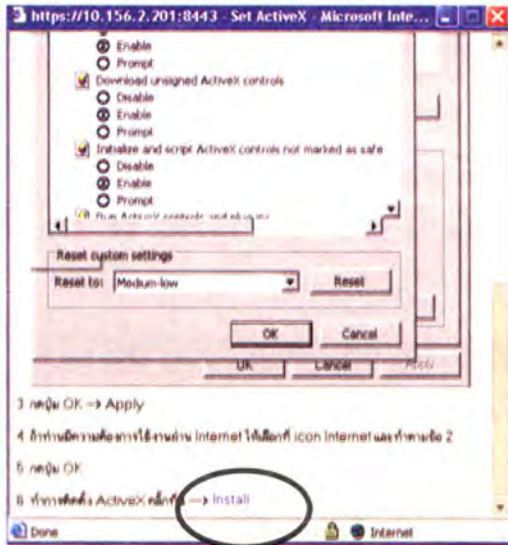 https://10.156.2.201:8443 - Set ActiveX - Microsoft Inte...
Enable
Prompt
Download unsigned ActiveX controls
Disable
Enable
Prompt
Initialize and script ActiveX controls not marked as safe
Disable
Enable
Prompt
Run ActiveX controls and plug-ins
Reset custom settings
Reset to: Medium-low Reset
OK Cancel
OK Cancel Apply
3 กดปุ่ม OK --> Apply
4 ถ้าท่านมีความต้องการใช้งานผ่าน Internet ให้เลือกที่ icon Internet และทำตามข้อ 2
5 กดปุ่ม OK
6 ทำการติดตั้ง ActiveX คลิ๊กที่ --> Install
Done Internet